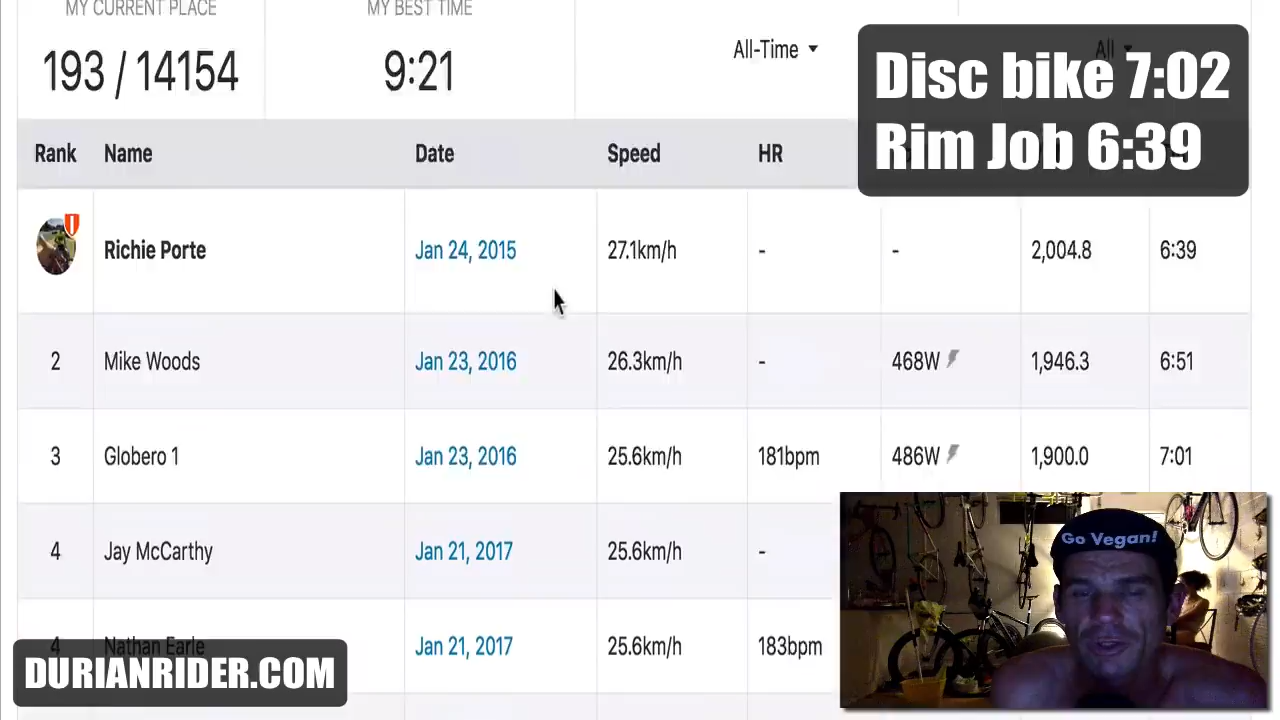 MY CURRENT PLACE
MY BEST TIME
193 / 14154
9:21
All-Time
All
Disc bike 7:02
Rim Job 6:39
Rank Name Date Speed HR
Richie Porte Jan 24, 2015 27.1km/h - - 2,004.8 6:39
2 Mike Woods Jan 23, 2016 26.3km/h - 468W 1,946.3 6:51
3 Globero 1 Jan 23, 2016 25.6km/h 181bpm 486W 1,900.0 7:01
4 Jay McCarthy Jan 21, 2017 25.6km/h -
4 Nathan Earle Jan 21, 2017 25.6km/h 183bpm
Go Vegan!
DURIANRIDER.COM